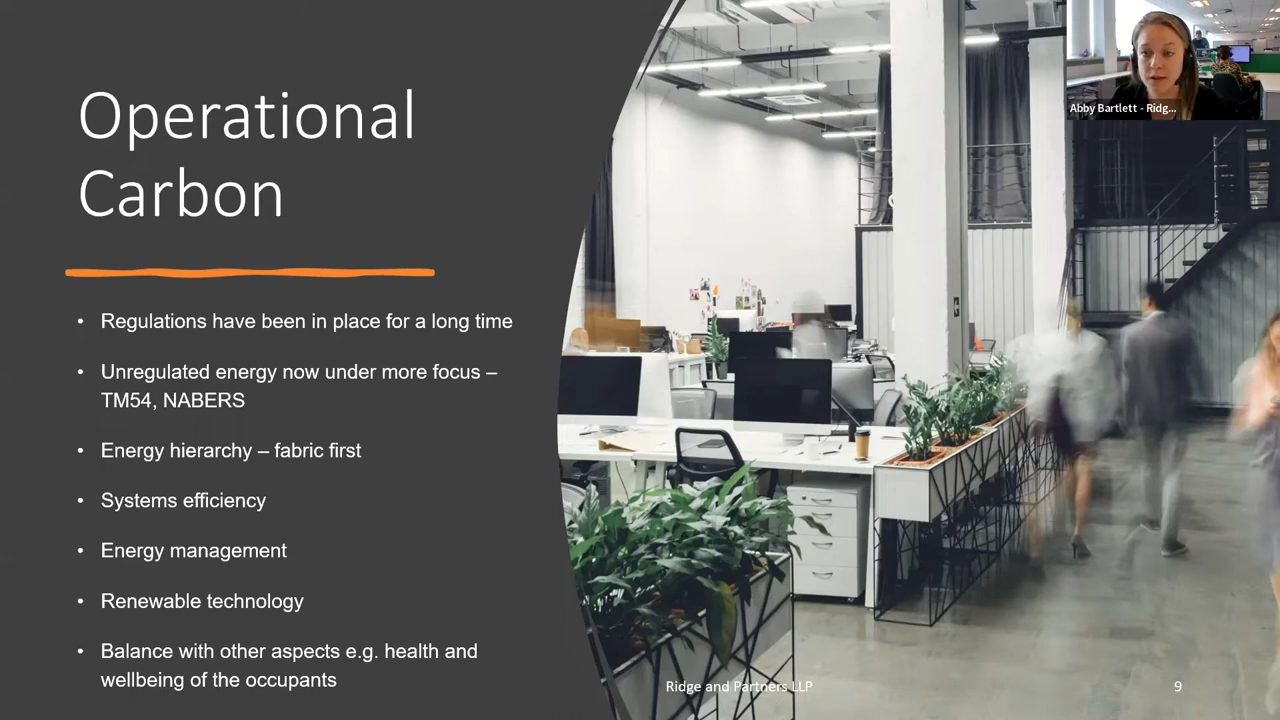 Operational
Carbon
• Regulations have been in place for a long time
• Unregulated energy now under more focus –
TM54, NABERS
• Energy hierarchy – fabric first
• Systems efficiency
• Energy management
• Renewable technology
• Balance with other aspects e.g. health and
wellbeing of the occupants
Abby Bartlett - Ridg...
Ridge and Partners LLP
9